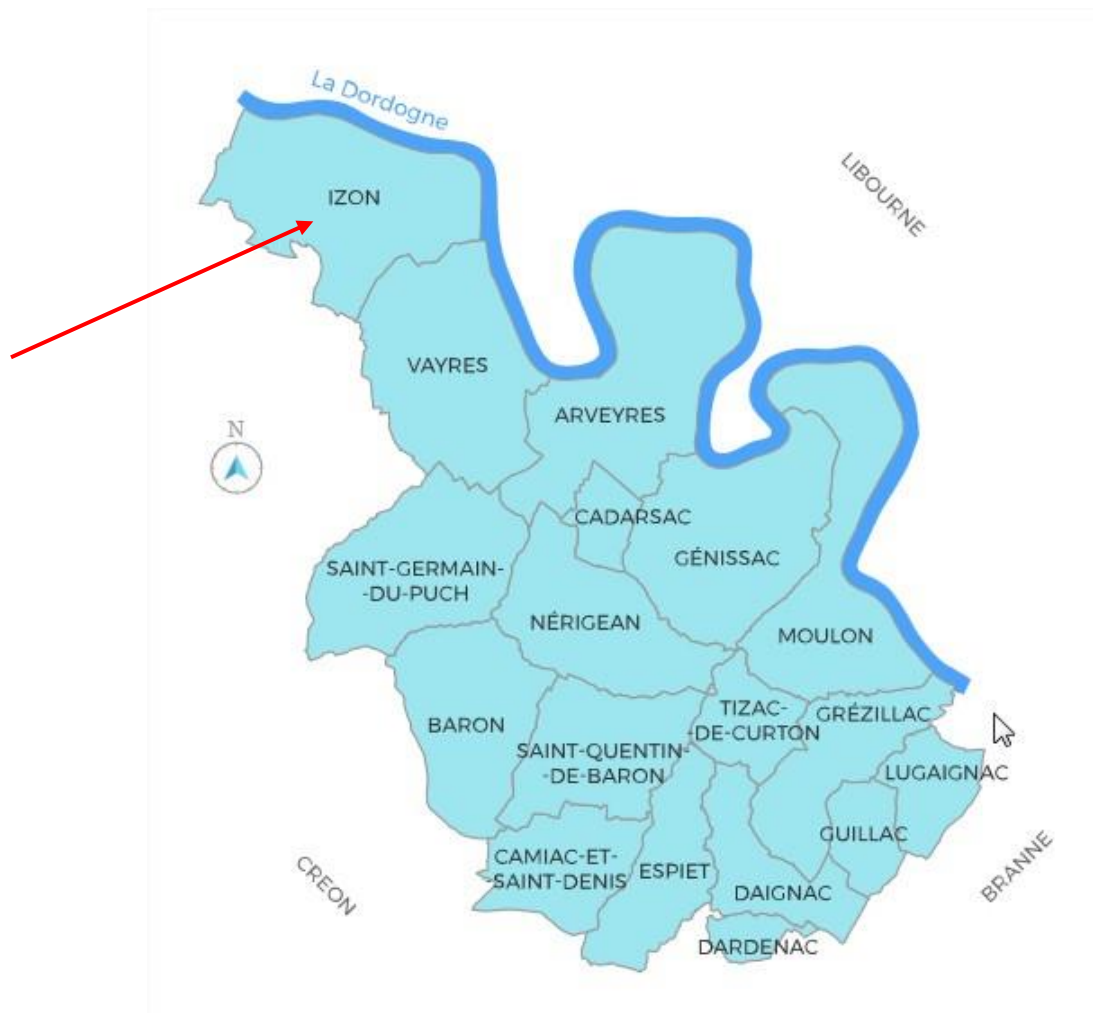 La Dordogne
LIBOURNE
IZON
VAYRES
ARVEYRES
N
CADARSAC
GÉNISSAC
SAINT-GERMAIN-
-DU-PUCH
NÉRIGEAN
MOULON
TIZAC-
-DE-CURTON
GRÉZILLAC
BARON
SAINT-QUENTIN-
-DE-BARON
LUGAIGNAC
GUILLAC
CAMIAC-ET-
-SAINT-DENIS
ESPIET
DAIGNAC
CREON
BRANNE
DARDENAC